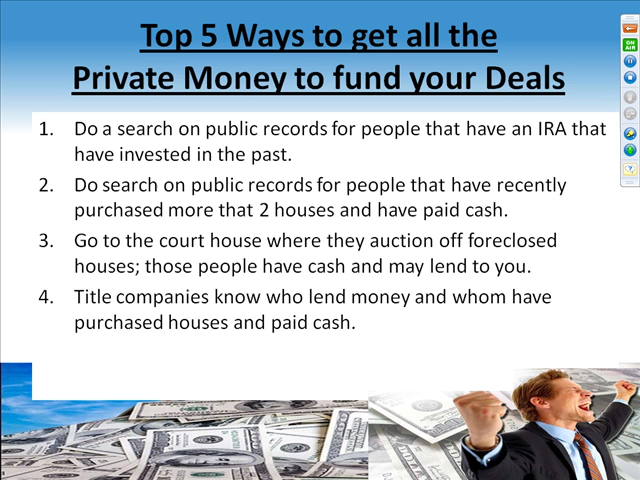 Top 5 Ways to get all the
Private Money to fund your Deals
1. Do a search on public records for people that have an IRA that
have invested in the past.
2. Do search on public records for people that have recently
purchased more that 2 houses and have paid cash.
3. Go to the court house where they auction off foreclosed
houses; those people have cash and may lend to you.
4. Title companies know who lend money and whom have
purchased houses and paid cash.
ON
AIR